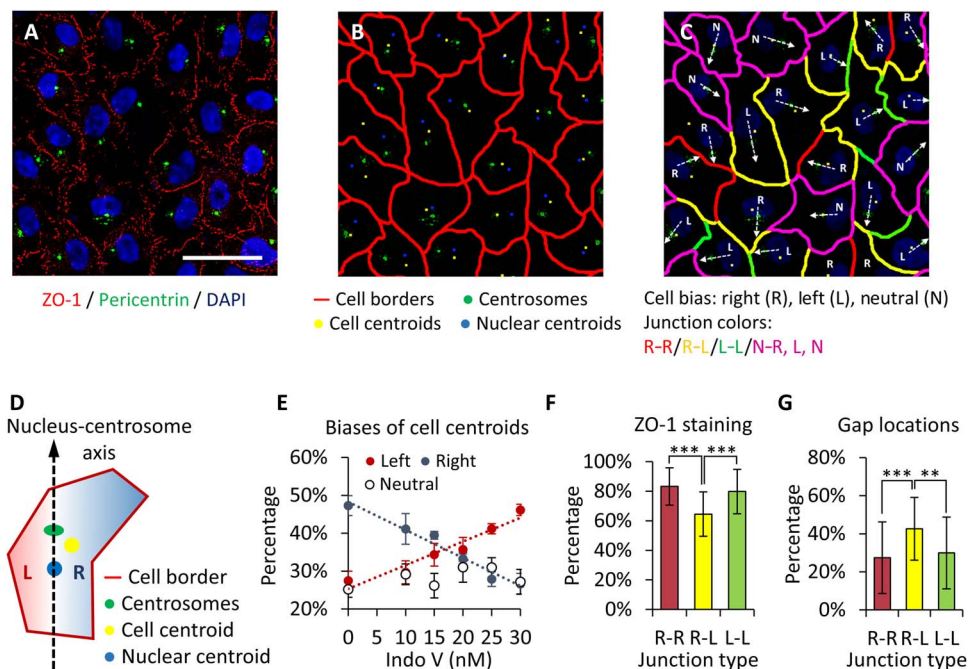 A
B
C
N
N
L
R
R
N
L
R
L
R
L
R
N
R
R
N
L
L
L
R
R
L
ZO-1 / Pericentrin / DAPI
Cell borders
Centrosomes
Cell centroids
Nuclear centroids
Cell bias: right (R), left (L), neutral (N)
Junction colors:
R-R/R-L/L-L/N-R, L, N
D
Nucleus-centrosome
axis
L
R
Cell border
Centrosomes
Cell centroid
Nuclear centroid
E
Biases of cell centroids
Left
Right
Neutral
Percentage
60%
50%
40%
30%
20%
0
5
10
15
20
25
30
Indo V (nM)
F
ZO-1 staining
*** ***
Percentage
100%
80%
60%
40%
20%
0%
R-R R-L L-L
Junction type
G
Gap locations
*** **
Percentage
80%
60%
40%
20%
0%
R-R R-L L-L
Junction type